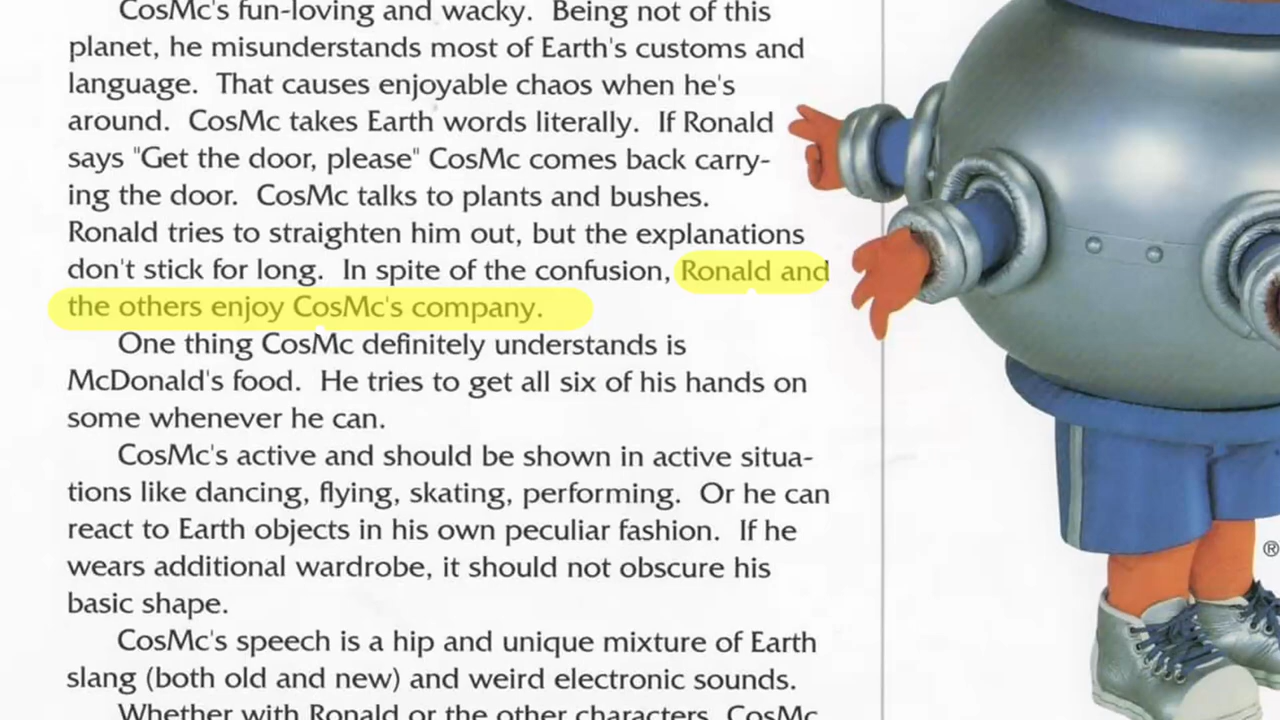 CosMc's fun-loving and wacky. Being not of this
planet, he misunderstands most of Earth's customs and
language. That causes enjoyable chaos when he's
around. CosMc takes Earth words literally. If Ronald
says "Get the door, please" CosMc comes back carry-
ing the door. CosMc talks to plants and bushes.
Ronald tries to straighten him out, but the explanations
don't stick for long. In spite of the confusion, Ronald and
the others enjoy CosMc's company.
One thing CosMc definitely understands is
McDonald's food. He tries to get all six of his hands on
some whenever he can.
CosMc's active and should be shown in active situa-
tions like dancing, flying, skating, performing. Or he can
react to Earth objects in his own peculiar fashion. If he
wears additional wardrobe, it should not obscure his
basic shape.
CosMc's speech is a hip and unique mixture of Earth
slang (both old and new) and weird electronic sounds.
Whether with Ronald or the other characters, CosMc
®